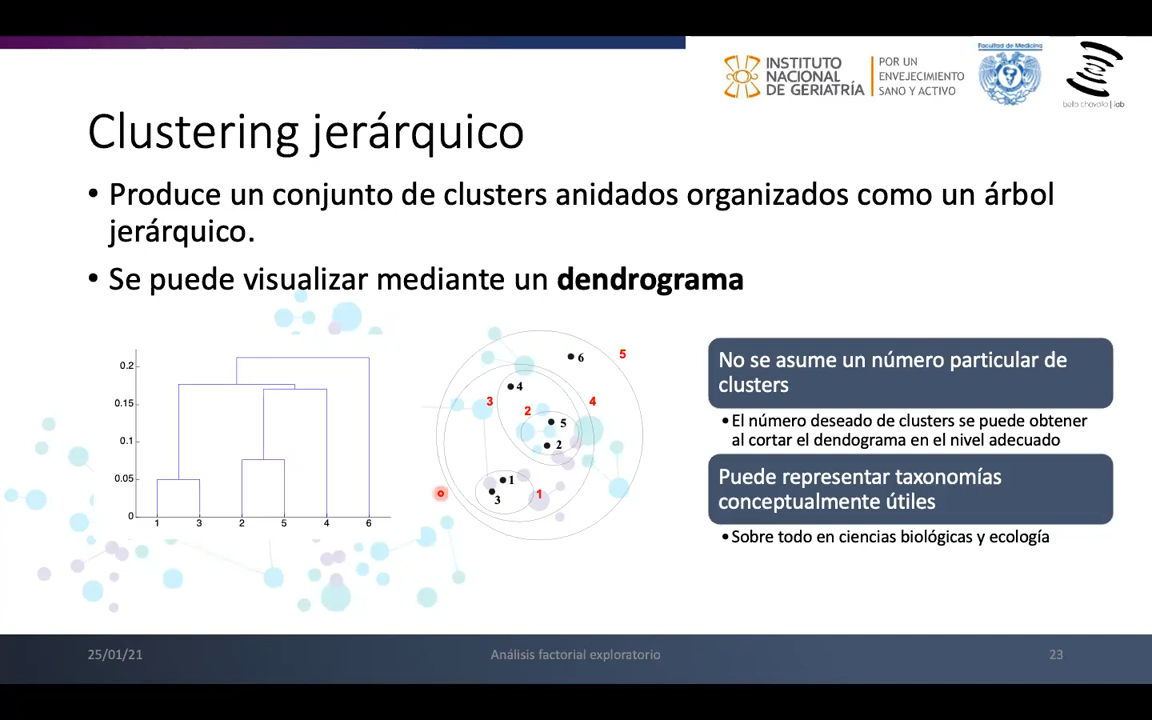 INSTITUTO
NACIONAL
DE GERIATRÍA
POR UN
ENVEJECIMIENTO
SANO Y ACTIVO
Facultad de Medicina
bello chavolla | lab
Clustering jerárquico
• Produce un conjunto de clusters anidados organizados como un árbol
jerárquico.
• Se puede visualizar mediante un dendrograma
0.2
0.15
0.1
0.05
0
1 3 2 5 4 6
6
5
4
3
4
2
5
2
1
1
3
No se asume un número particular de
clusters
•El número deseado de clusters se puede obtener
al cortar el dendograma en el nivel adecuado
Puede representar taxonomías
conceptualmente útiles
•Sobre todo en ciencias biológicas y ecología
25/01/21
Análisis factorial exploratorio
23